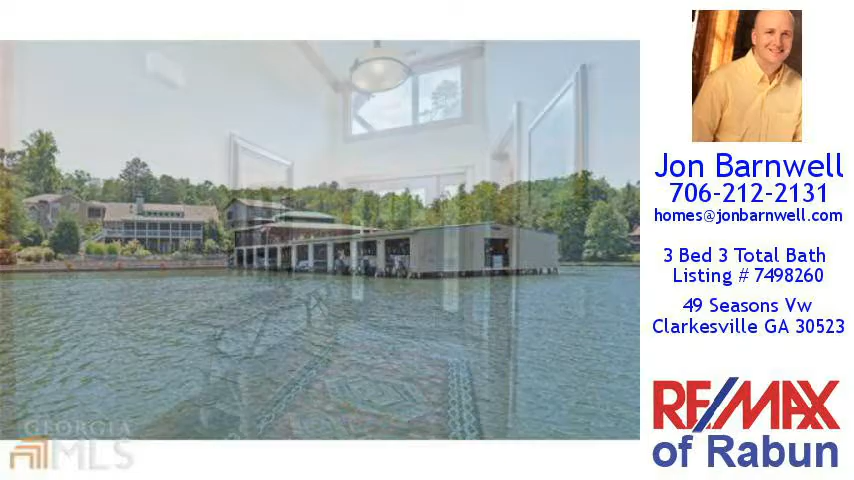 Jon Barnwell
706-212-2131
homes@jonbarnwell.com
3 Bed 3 Total Bath
Listing # 7498260
49 Seasons Vw
Clarkesville GA 30523
RE/MAX
of Rabun
GEORGIA
MLS